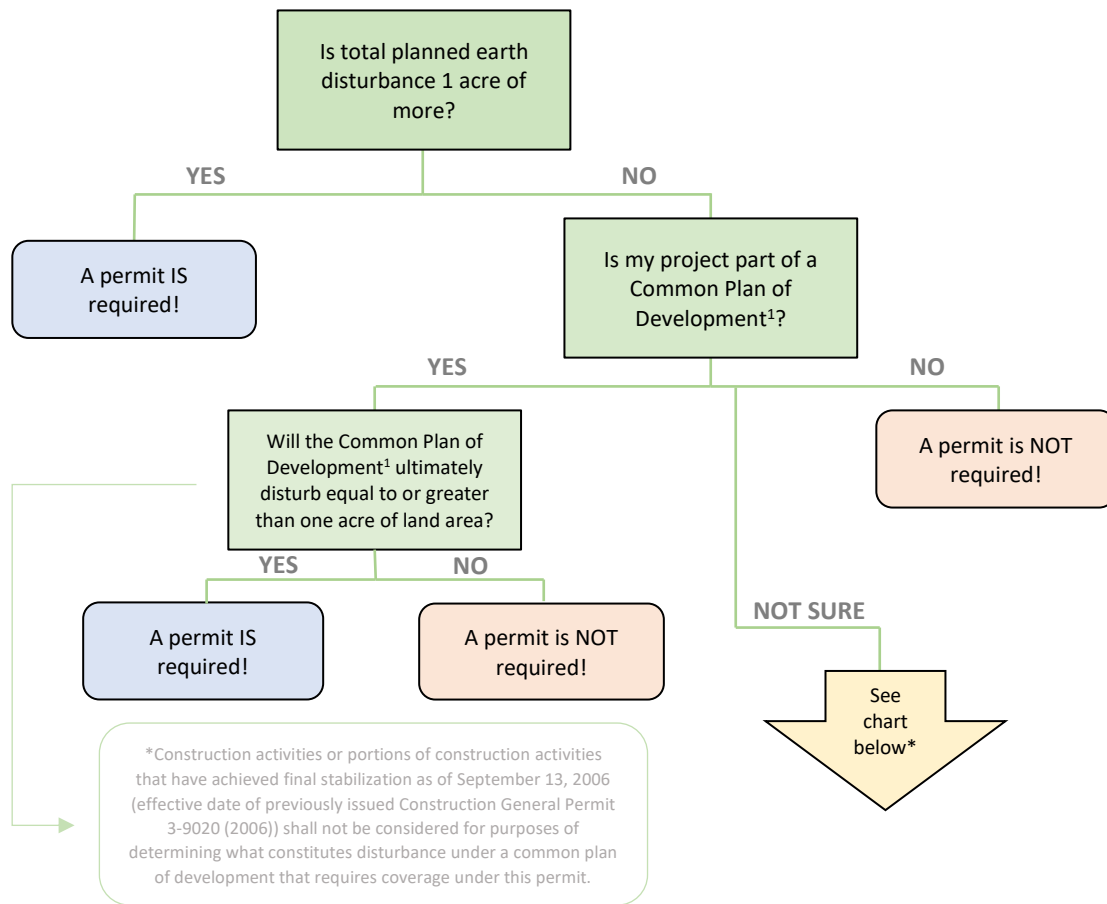 Is total planned earth
disturbance 1 acre of
more?
YES
NO
A permit IS
required!
Is my project part of a
Common Plan of
Development¹?
YES
NO
Will the Common Plan of
Development¹ ultimately
disturb equal to or greater
than one acre of land area?
A permit is NOT
required!
YES
NO
NOT SURE
A permit IS
required!
A permit is NOT
required!
See
chart
below*
*Construction activities or portions of construction activities
that have achieved final stabilization as of September 13, 2006
(effective date of previously issued Construction General Permit
3-9020 (2006)) shall not be considered for purposes of
determining what constitutes disturbance under a common plan
of development that requires coverage under this permit.